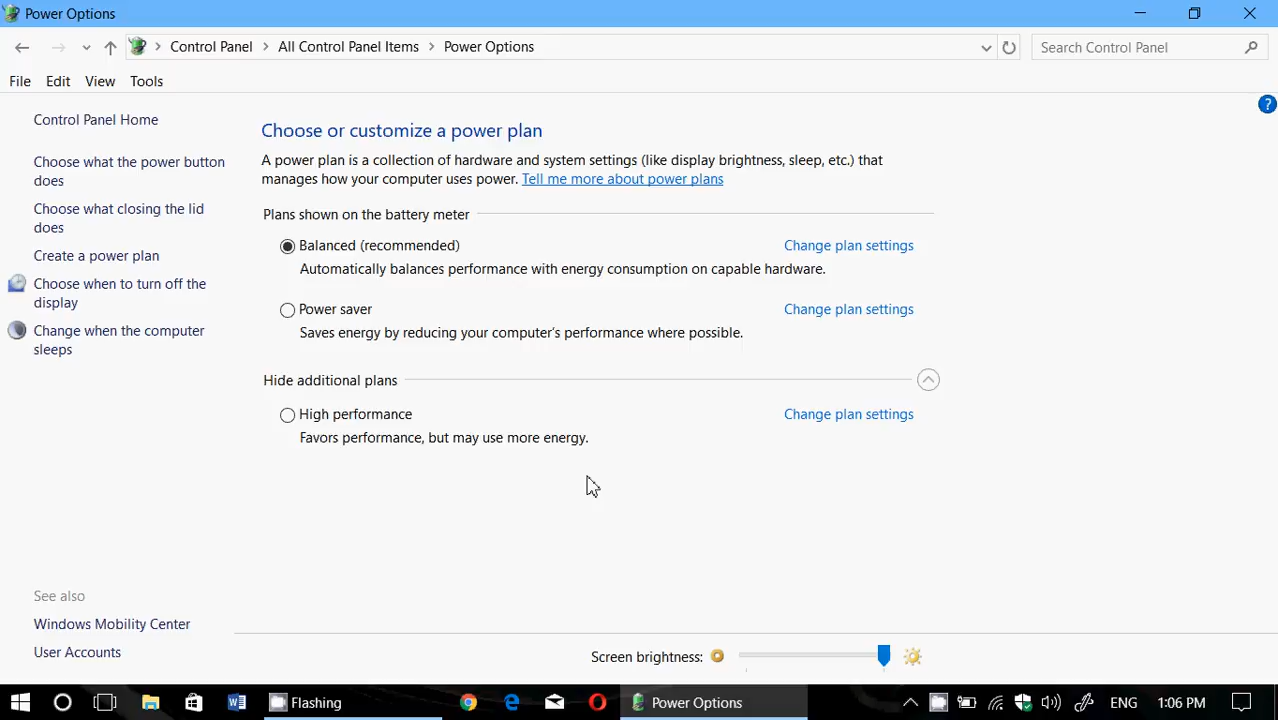 Power Options
Control Panel > All Control Panel Items > Power Options
Search Control Panel
File Edit View Tools
Control Panel Home
Choose what the power button
does
Choose what closing the lid
does
Create a power plan
Choose when to turn off the
display
Change when the computer
sleeps
See also
Windows Mobility Center
User Accounts
?
Choose or customize a power plan
A power plan is a collection of hardware and system settings (like display brightness, sleep, etc.) that
manages how your computer uses power. Tell me more about power plans
Plans shown on the battery meter
Balanced (recommended) Change plan settings
Automatically balances performance with energy consumption on capable hardware.
Power saver Change plan settings
Saves energy by reducing your computer's performance where possible.
Hide additional plans
High performance Change plan settings
Favors performance, but may use more energy.
Screen brightness:
Flashing Power Options ENG 1:06 PM